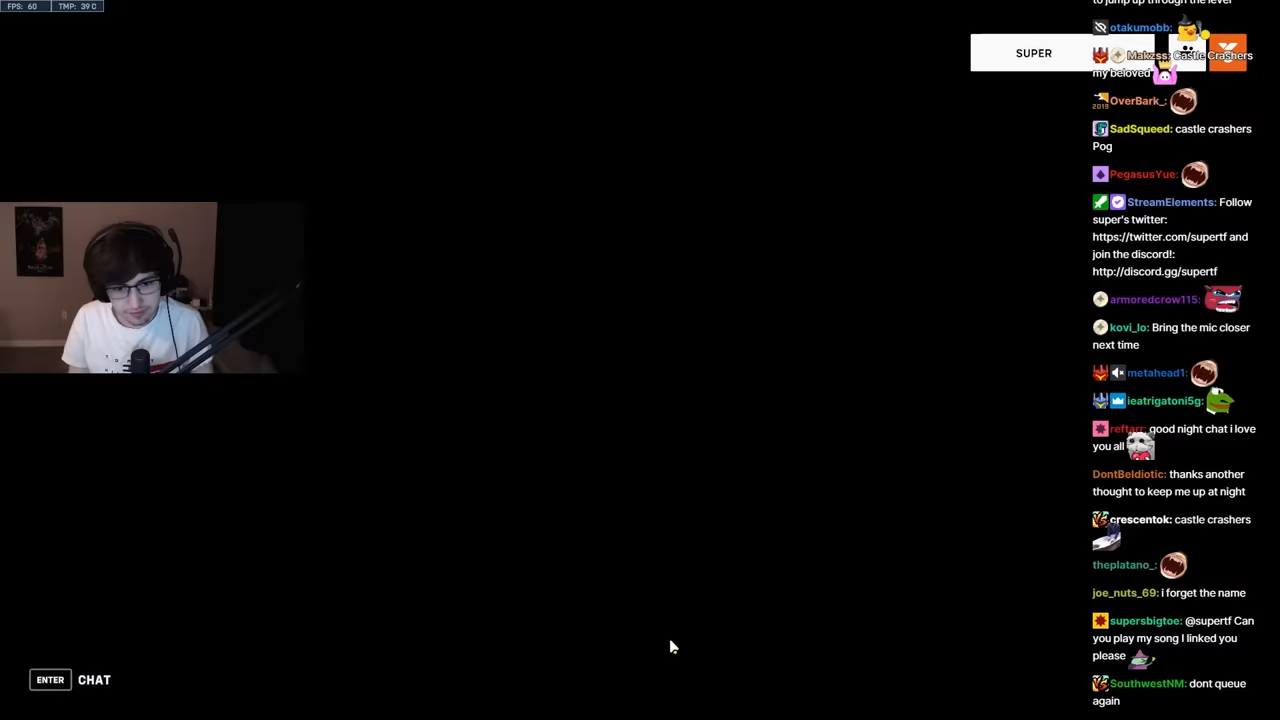 FPS: 60 TMP: 39 C
to jump up through the level
otakumobb:
SUPER
Makzss: Castle Crashers
my beloved
2019 OverBark_:
SadSqueed: castle crashers
Pog
PegasusYue:
StreamElements: Follow
super's twitter:
https://twitter.com/supertf and
join the discord!:
http://discord.gg/supertf
armoredcrow115:
kovi_lo: Bring the mic closer
next time
metahead1:
ieatrigatoni5g:
reftarr: good night chat i love
you all
DontBeIdiotic: thanks another
thought to keep me up at night
crescentok: castle crashers
theplatano_:
joe_nuts_69: i forget the name
supersbigtoe: @supertf Can
you play my song I linked you
please
SouthwestNM: dont queue
again
ENTER CHAT